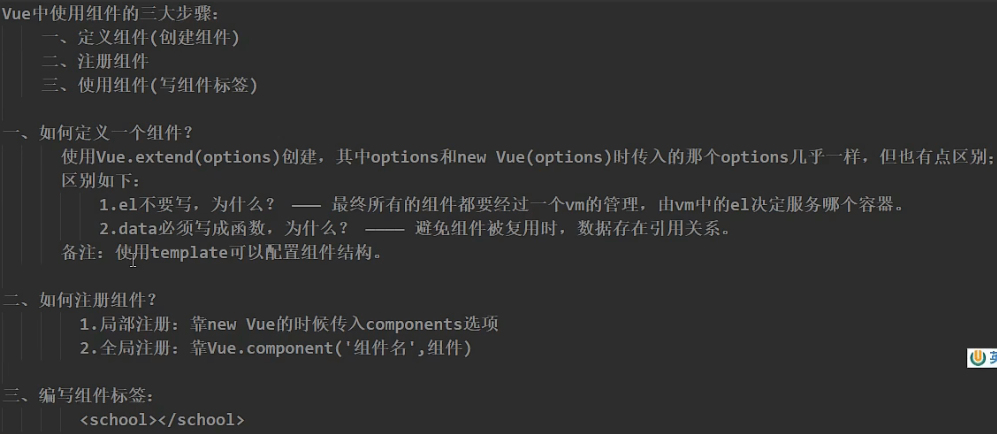 Vue中使用组件的三大步骤：
一、定义组件(创建组件)
二、注册组件
三、使用组件(写组件标签)
一、如何定义一个组件？
使用Vue.extend(options)创建，其中options和new Vue(options)时传入的那个options几乎一样，但也有点区别；
区别如下：
1.el不要写，为什么？ ——— 最终所有的组件都要经过一个vm的管理，由vm中的el决定服务哪个容器。
2.data必须写成函数，为什么？ ———— 避免组件被复用时，数据存在引用关系。
备注：使用template可以配置组件结构。
二、如何注册组件？
1.局部注册：靠new Vue的时候传入components选项
2.全局注册：靠Vue.component('组件名',组件)
英
三、编写组件标签：
<school></school>